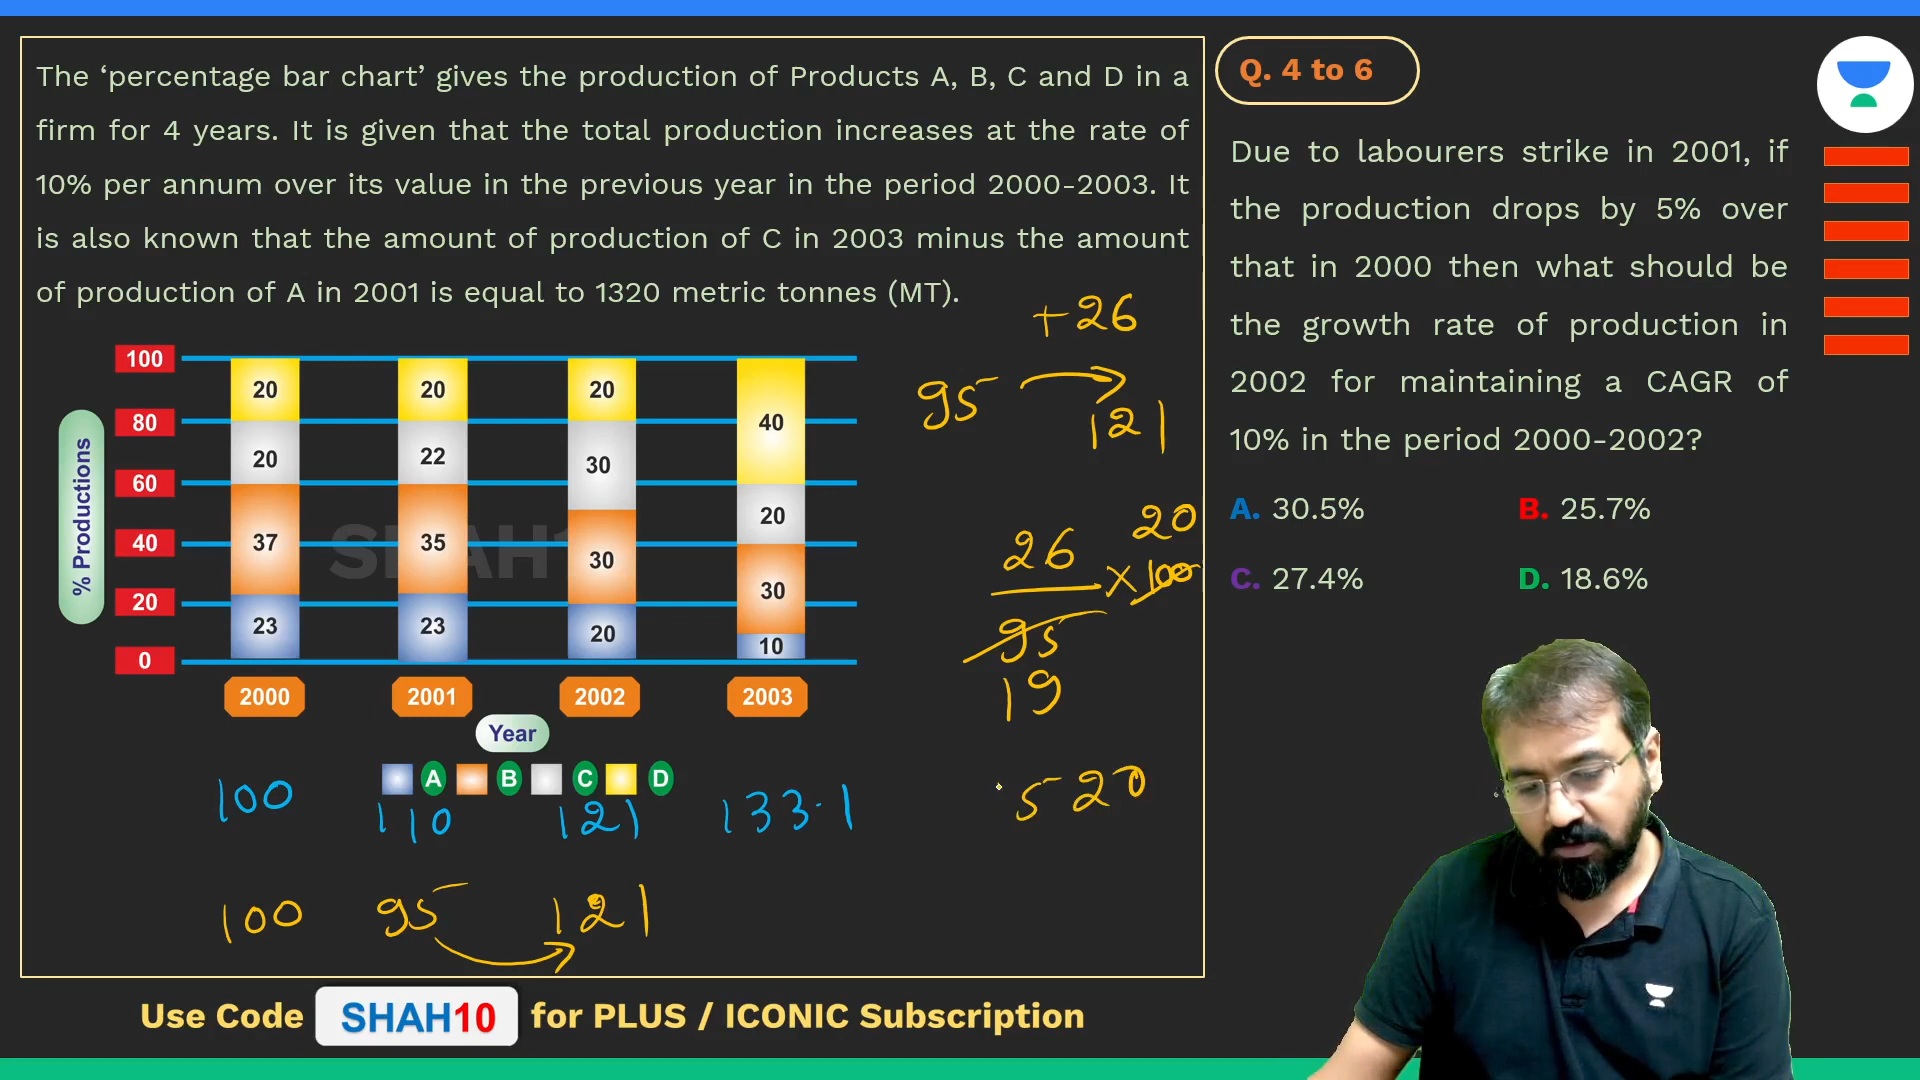 The ‘percentage bar chart’ gives the production of Products A, B, C and D in a
firm for 4 years. It is given that the total production increases at the rate of
10% per annum over its value in the previous year in the period 2000-2003. It
is also known that the amount of production of C in 2003 minus the amount
of production of A in 2001 is equal to 1320 metric tonnes (MT).
+26
95 121
100
80
60
40
20
0
% Productions
20 20 20 40
20 22 30 20
37 35 30 30
23 23 20 10
2000 2001 2002 2003
Year
A B C D
SHAH1
26 × 100 20
95
19
520
100 110 121 133.1
100 95 121
Q. 4 to 6
Due to labourers strike in 2001, if
the production drops by 5% over
that in 2000 then what should be
the growth rate of production in
2002 for maintaining a CAGR of
10% in the period 2000-2002?
A. 30.5% B. 25.7%
C. 27.4% D. 18.6%
Use Code SHAH10 for PLUS / ICONIC Subscription